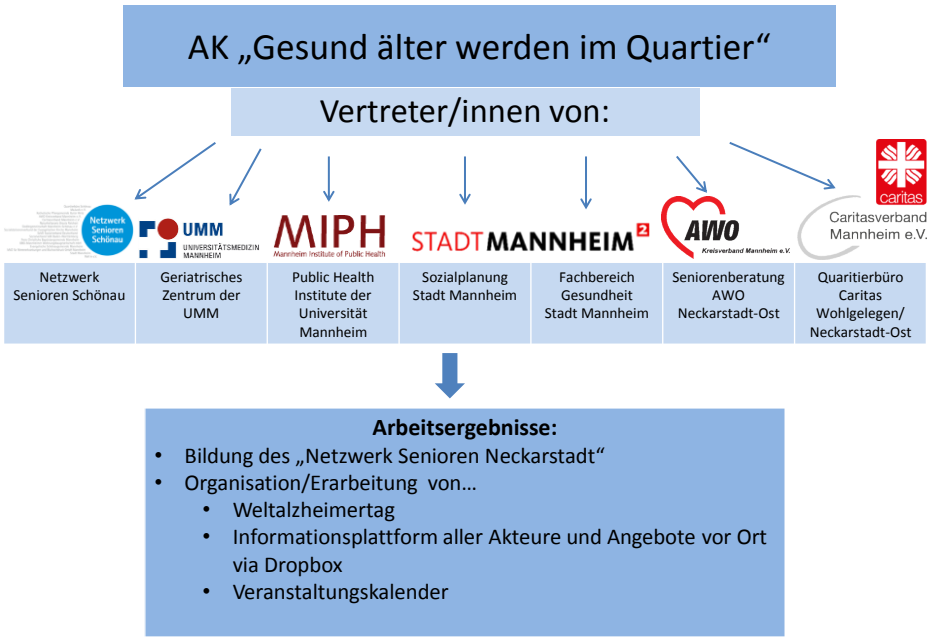 AK „Gesund älter werden im Quartier“
Vertreter/innen von:
Netzwerk
Senioren
Schönau
UMM
UNIVERSITÄTSMEDIZIN
MANNHEIM
MIPH
Mannheim Institute of Public Health
STADTMANNHEIM²
AWO
Kreisverband Mannheim e.V.
caritas
Caritasverband
Mannheim e.V.
Netzwerk
Senioren Schönau
Geriatrisches
Zentrum der
UMM
Public Health
Institute der
Universität
Mannheim
Sozialplanung
Stadt Mannheim
Fachbereich
Gesundheit
Stadt Mannheim
Seniorenberatung
AWO
Neckarstadt-Ost
Quaritierbüro
Caritas
Wohlgelegen/
Neckarstadt-Ost
Arbeitsergebnisse:
• Bildung des „Netzwerk Senioren Neckarstadt“
• Organisation/Erarbeitung von…
• Weltalzheimertag
• Informationsplattform aller Akteure und Angebote vor Ort
via Dropbox
• Veranstaltungskalender